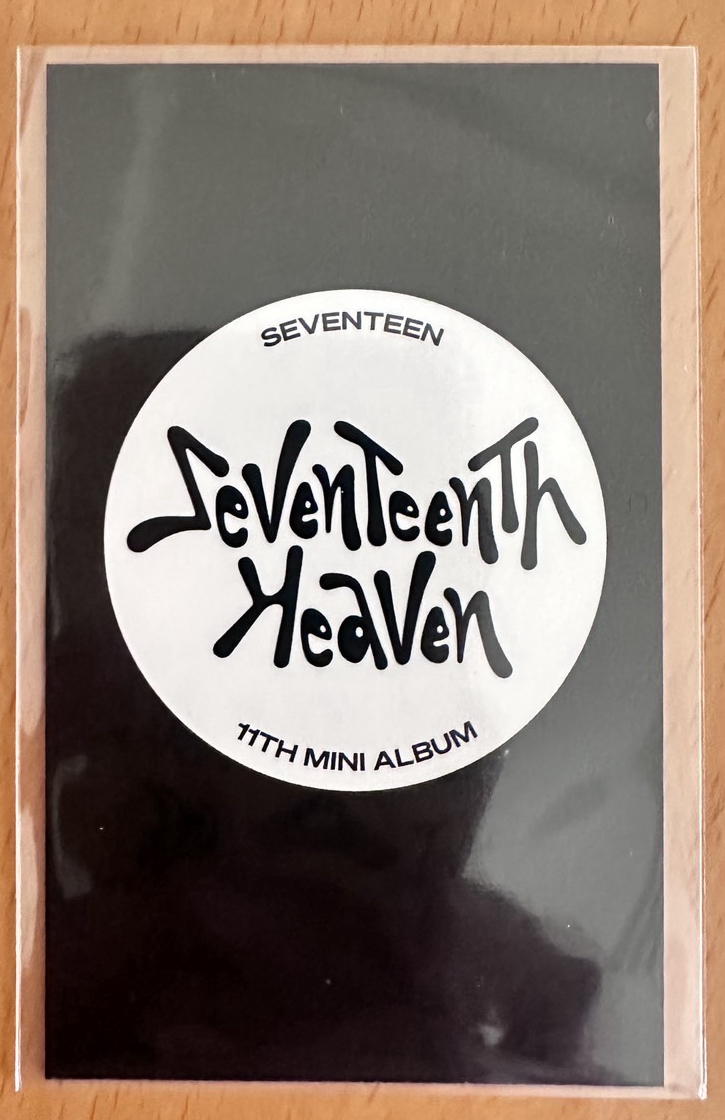 SEVENTEEN
SevenTeenTh
Heaven
11TH MINI ALBUM